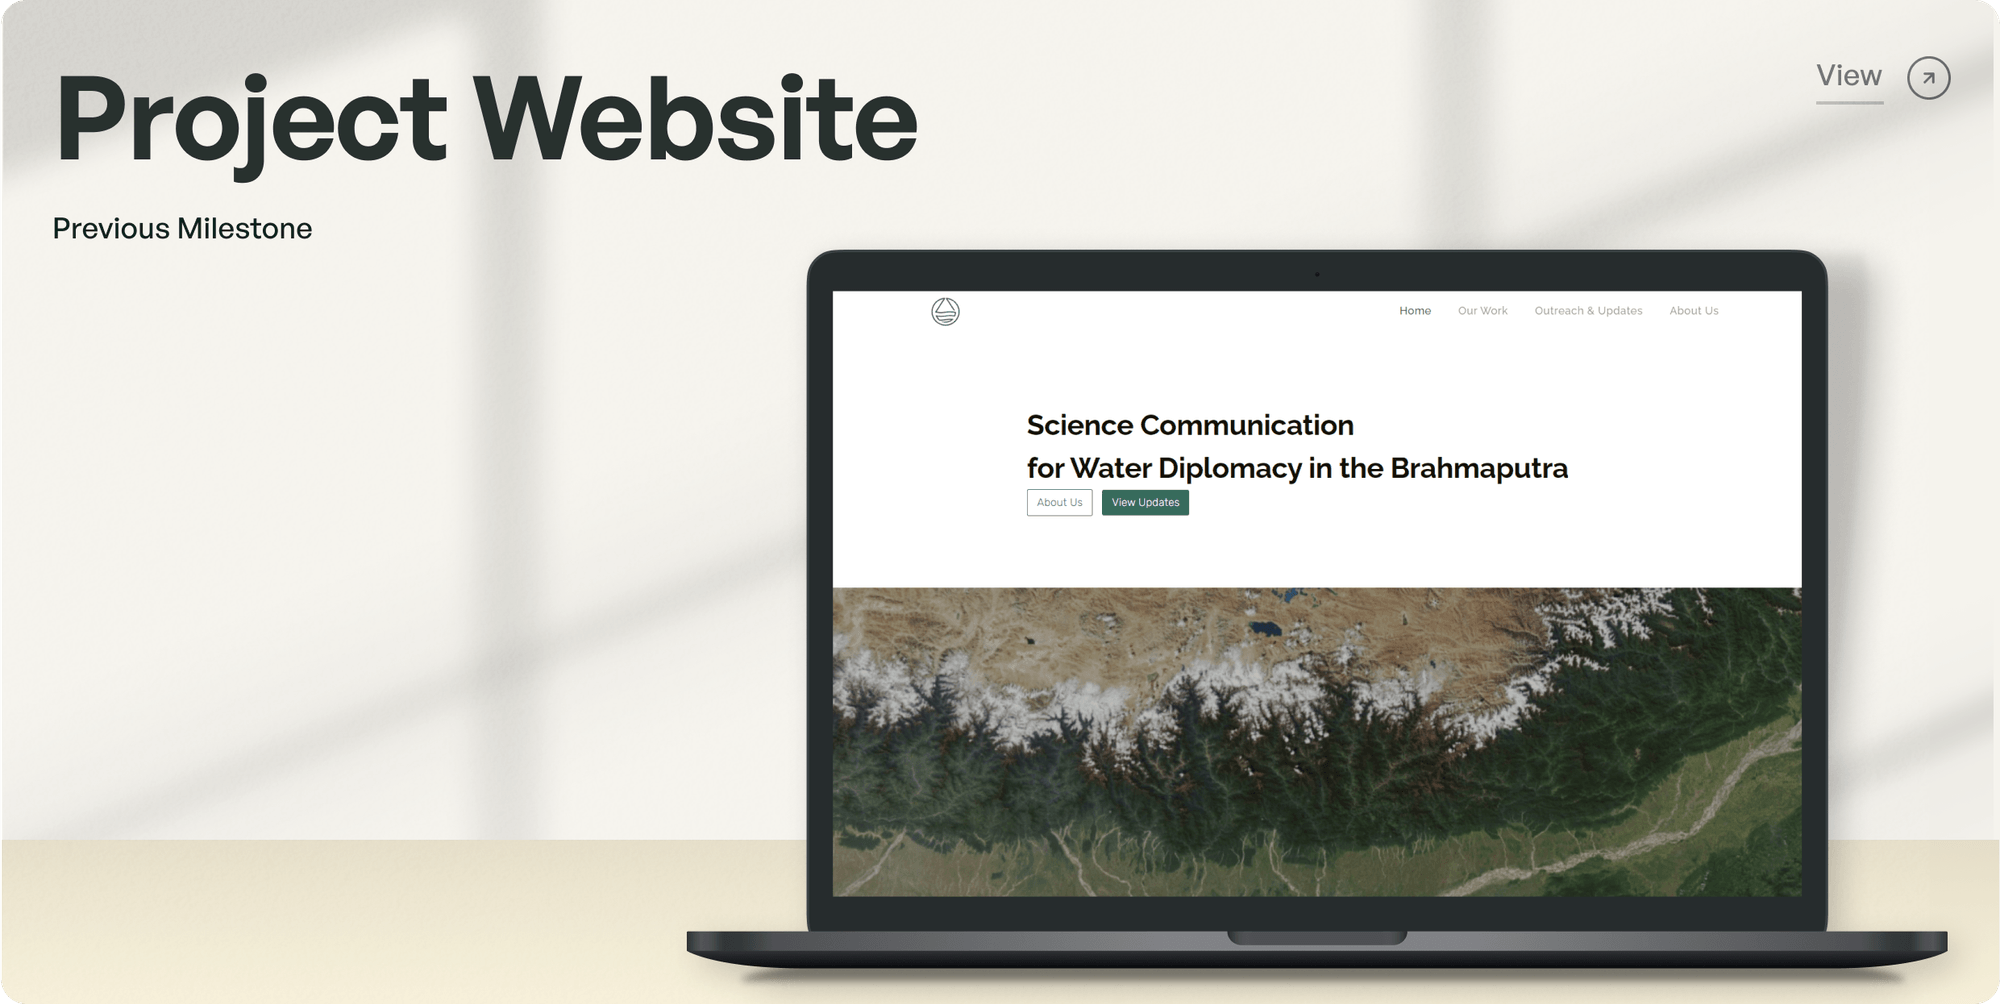 Project Website
View
Previous Milestone
Home Our Work Outreach & Updates About Us
Science Communication
for Water Diplomacy in the Brahmaputra
About Us View Updates